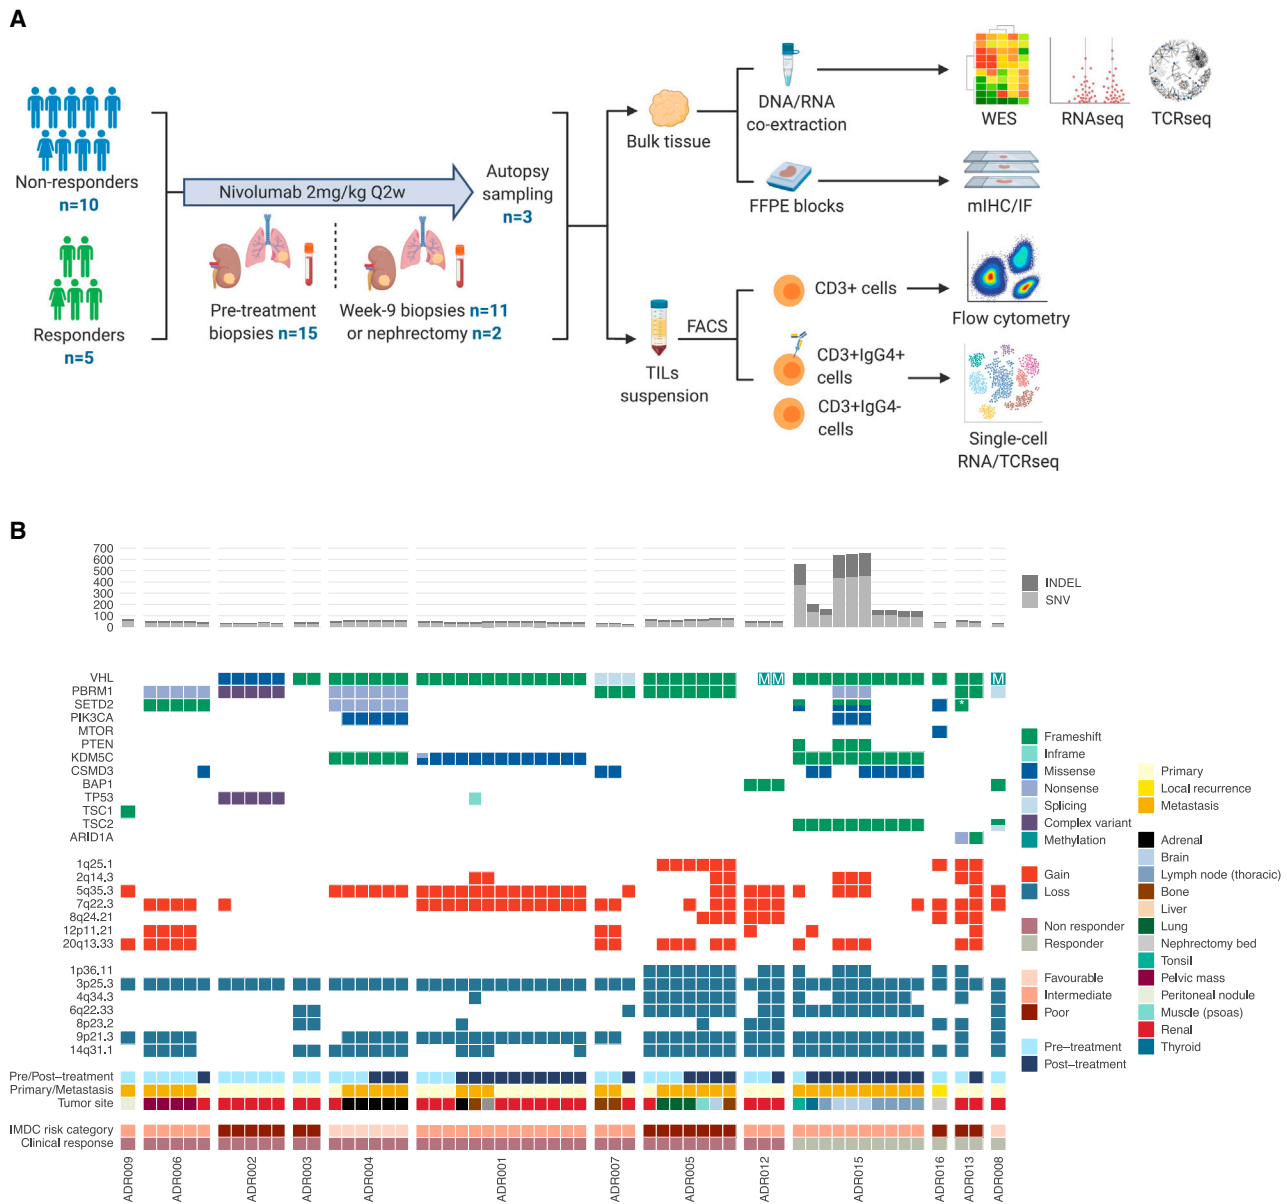 A
Non-responders
n=10
Responders
n=5
Nivolumab 2mg/kg Q2w
Pre-treatment
biopsies n=15
Week-9 biopsies n=11
or nephrectomy n=2
Autopsy
sampling
n=3
Bulk tissue
DNA/RNA
co-extraction
WES
RNAseq
TCRseq
FFPE blocks
mIHC/IF
TILs
suspension
FACS
CD3+ cells
Flow cytometry
CD3+IgG4+
cells
CD3+IgG4-
cells
Single-cell
RNA/TCRseq
B
700
600
500
400
300
200
100
0
INDEL
SNV
VHL
M M
M
PBRM1
SETD2
*
PIK3CA
MTOR
PTEN
KDM5C
CSMD3
BAP1
TP53
TSC1
TSC2
ARID1A
1q25.1
2q14.3
5q35.3
7q22.3
8q24.21
12p11.21
20q13.33
1p36.11
3p25.3
4q34.3
6q22.33
8p23.2
9p21.3
14q31.1
Pre/Post–treatment
Primary/Metastasis
Tumor site
IMDC risk category
Clinical response
ADR009
ADR006
ADR002
ADR003
ADR004
ADR001
ADR007
ADR005
ADR012
ADR015
ADR016
ADR013
ADR008
Frameshift
Inframe
Missense
Nonsense
Splicing
Complex variant
Methylation
Gain
Loss
Non responder
Responder
Favourable
Intermediate
Poor
Pre–treatment
Post–treatment
Primary
Local recurrence
Metastasis
Adrenal
Brain
Lymph node (thoracic)
Bone
Liver
Lung
Nephrectomy bed
Tonsil
Pelvic mass
Peritoneal nodule
Muscle (psoas)
Renal
Thyroid